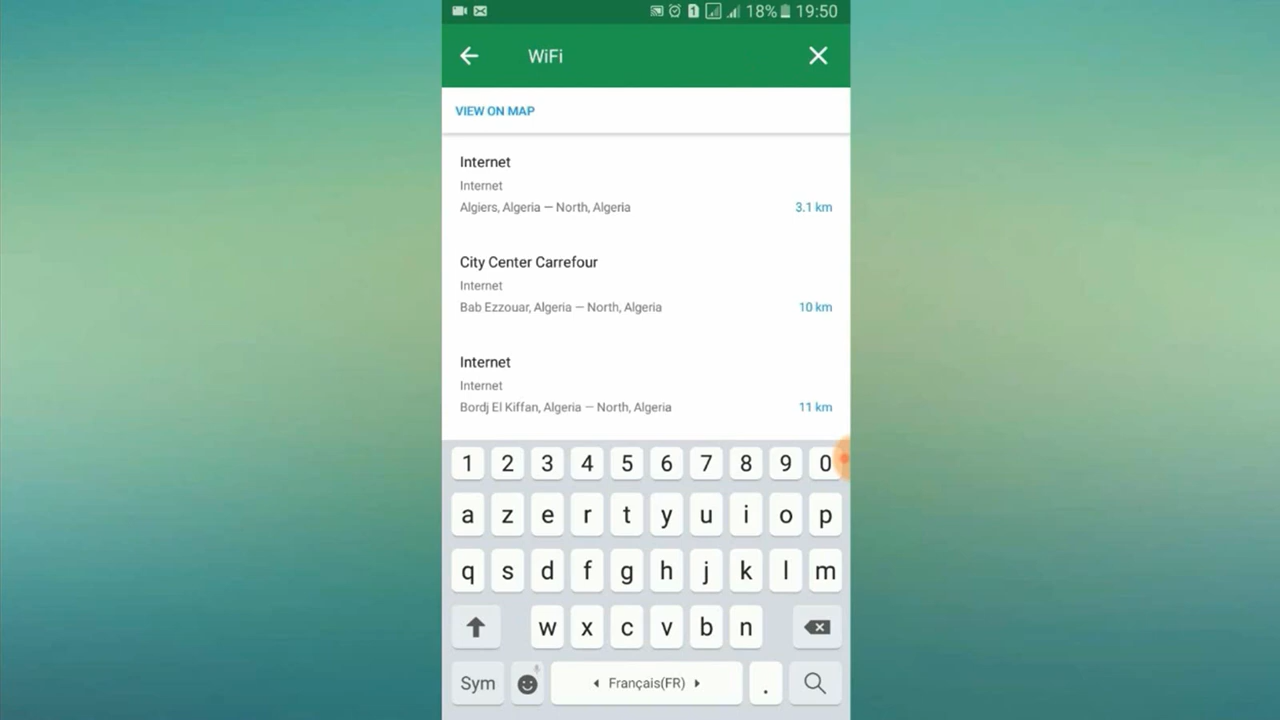 18% 19:50
WiFi
VIEW ON MAP
Internet
Internet
Algiers, Algeria — North, Algeria 3.1 km
City Center Carrefour
Internet
Bab Ezzouar, Algeria — North, Algeria 10 km
Internet
Internet
Bordj El Kiffan, Algeria — North, Algeria 11 km
1 2 3 4 5 6 7 8 9 0
a z e r t y u i o p
q s d f g h j k l m
w x c v b n
Sym Français(FR) .